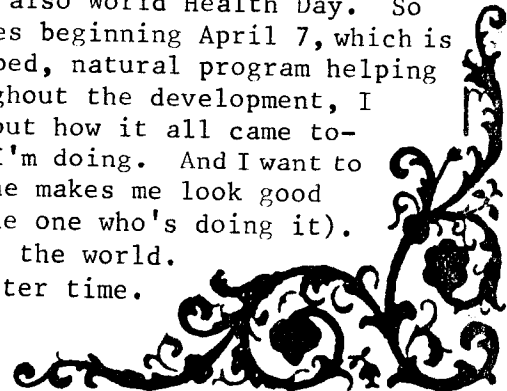 also World Health Day.  So
es beginning April 7, which is
ped, natural program helping
ghout the development, I
out how it all came to-
I'm doing.  And I want to
e makes me look good
e one who's doing it).
the world.
ter time.